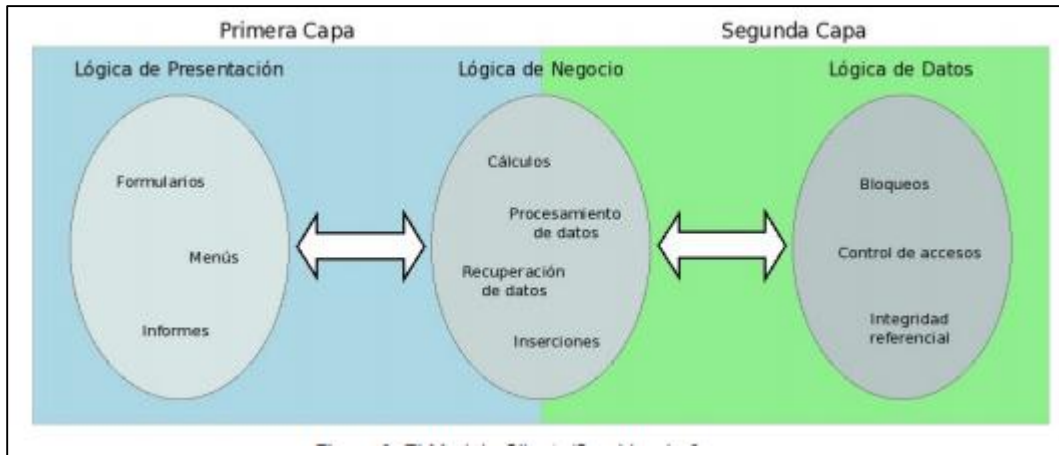 Primera Capa
Segunda Capa
Lógica de Presentación
Lógica de Negocio
Lógica de Datos
Formularios
Menús
Informes
Cálculos
Procesamiento
de datos
Recuperación
de datos
Inserciones
Bloqueos
Control de accesos
Integridad
referencial